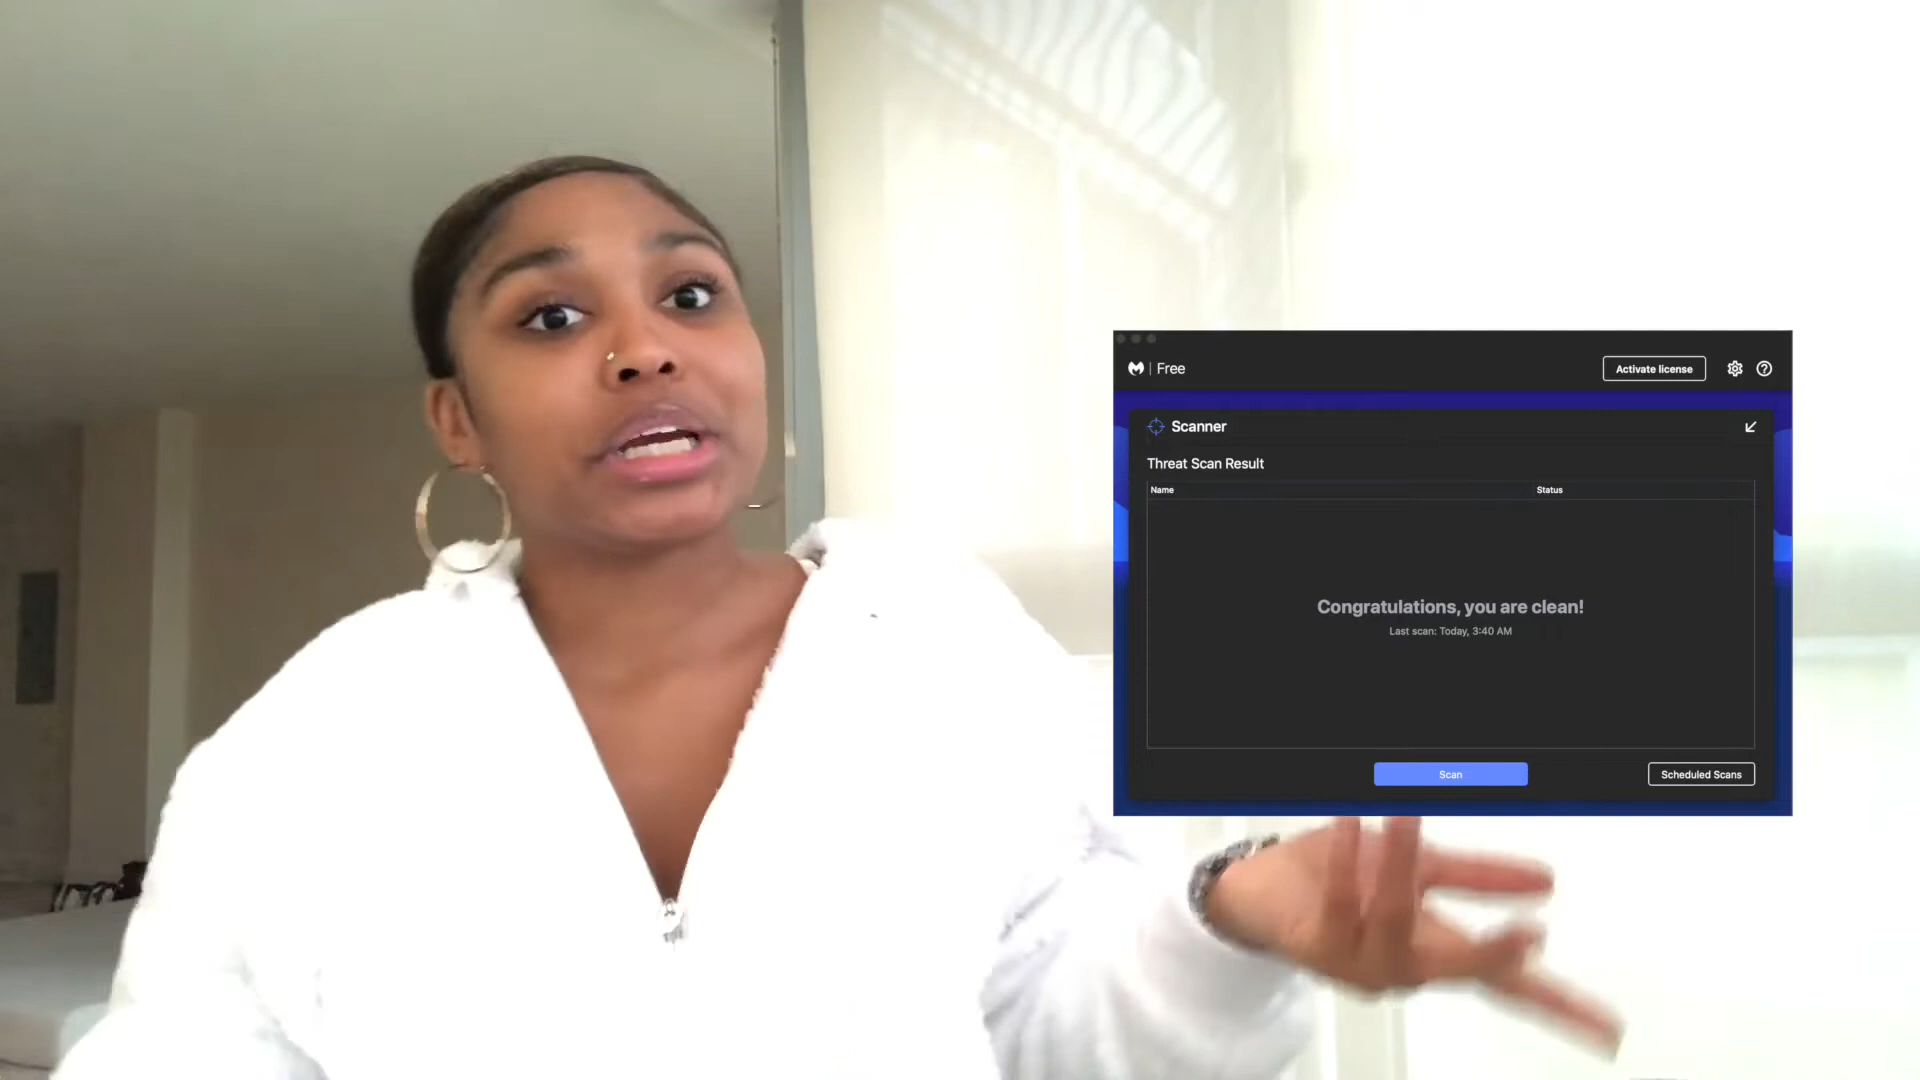 Free
Activate license
Scanner
Threat Scan Result
Name Status
Congratulations, you are clean!
Last scan: Today, 3:40 AM
Scan
Scheduled Scans